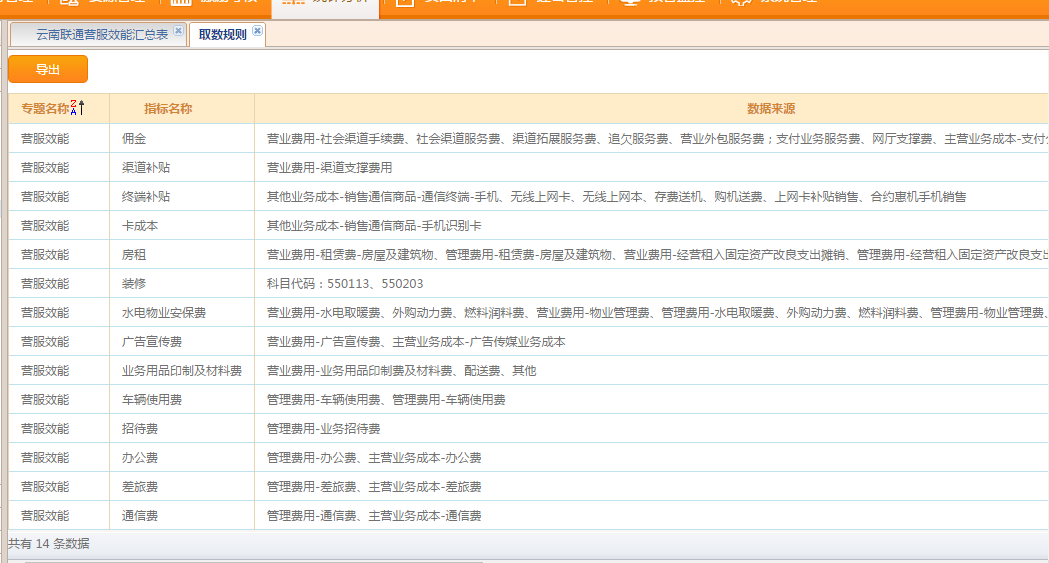 统计分析
云南联通营服效能汇总表
取数规则
导出
专题名称 指标名称 数据来源
营服效能 佣金 营业费用-社会渠道手续费、社会渠道服务费、渠道拓展服务费、追欠服务费、营业外包服务费；支付业务服务费、网厅支撑费、主营业务成本-支付
营服效能 渠道补贴 营业费用-渠道支撑费用
营服效能 终端补贴 其他业务成本-销售通信商品-通信终端-手机、无线上网卡、无线上网本、存费送机、购机送费、上网卡补贴销售、合约惠机手机销售
营服效能 卡成本 其他业务成本-销售通信商品-手机识别卡
营服效能 房租 营业费用-租赁费-房屋及建筑物、管理费用-租赁费-房屋及建筑物、营业费用-经营租入固定资产改良支出摊销、管理费用-经营租入固定资产改良支出
营服效能 装修 科目代码：550113、550203
营服效能 水电物业安保费 营业费用-水电取暖费、外购动力费、燃料润料费、营业费用-物业管理费、管理费用-水电取暖费、外购动力费、燃料润料费、管理费用-物业管理费、
营服效能 广告宣传费 营业费用-广告宣传费、主营业务成本-广告传媒业务成本
营服效能 业务用品印制及材料费 营业费用-业务用品印制费及材料费、配送费、其他
营服效能 车辆使用费 管理费用-车辆使用费、管理费用-车辆使用费
营服效能 招待费 管理费用-业务招待费
营服效能 办公费 管理费用-办公费、主营业务成本-办公费
营服效能 差旅费 管理费用-差旅费、主营业务成本-差旅费
营服效能 通信费 管理费用-通信费、主营业务成本-通信费
共有 14 条数据